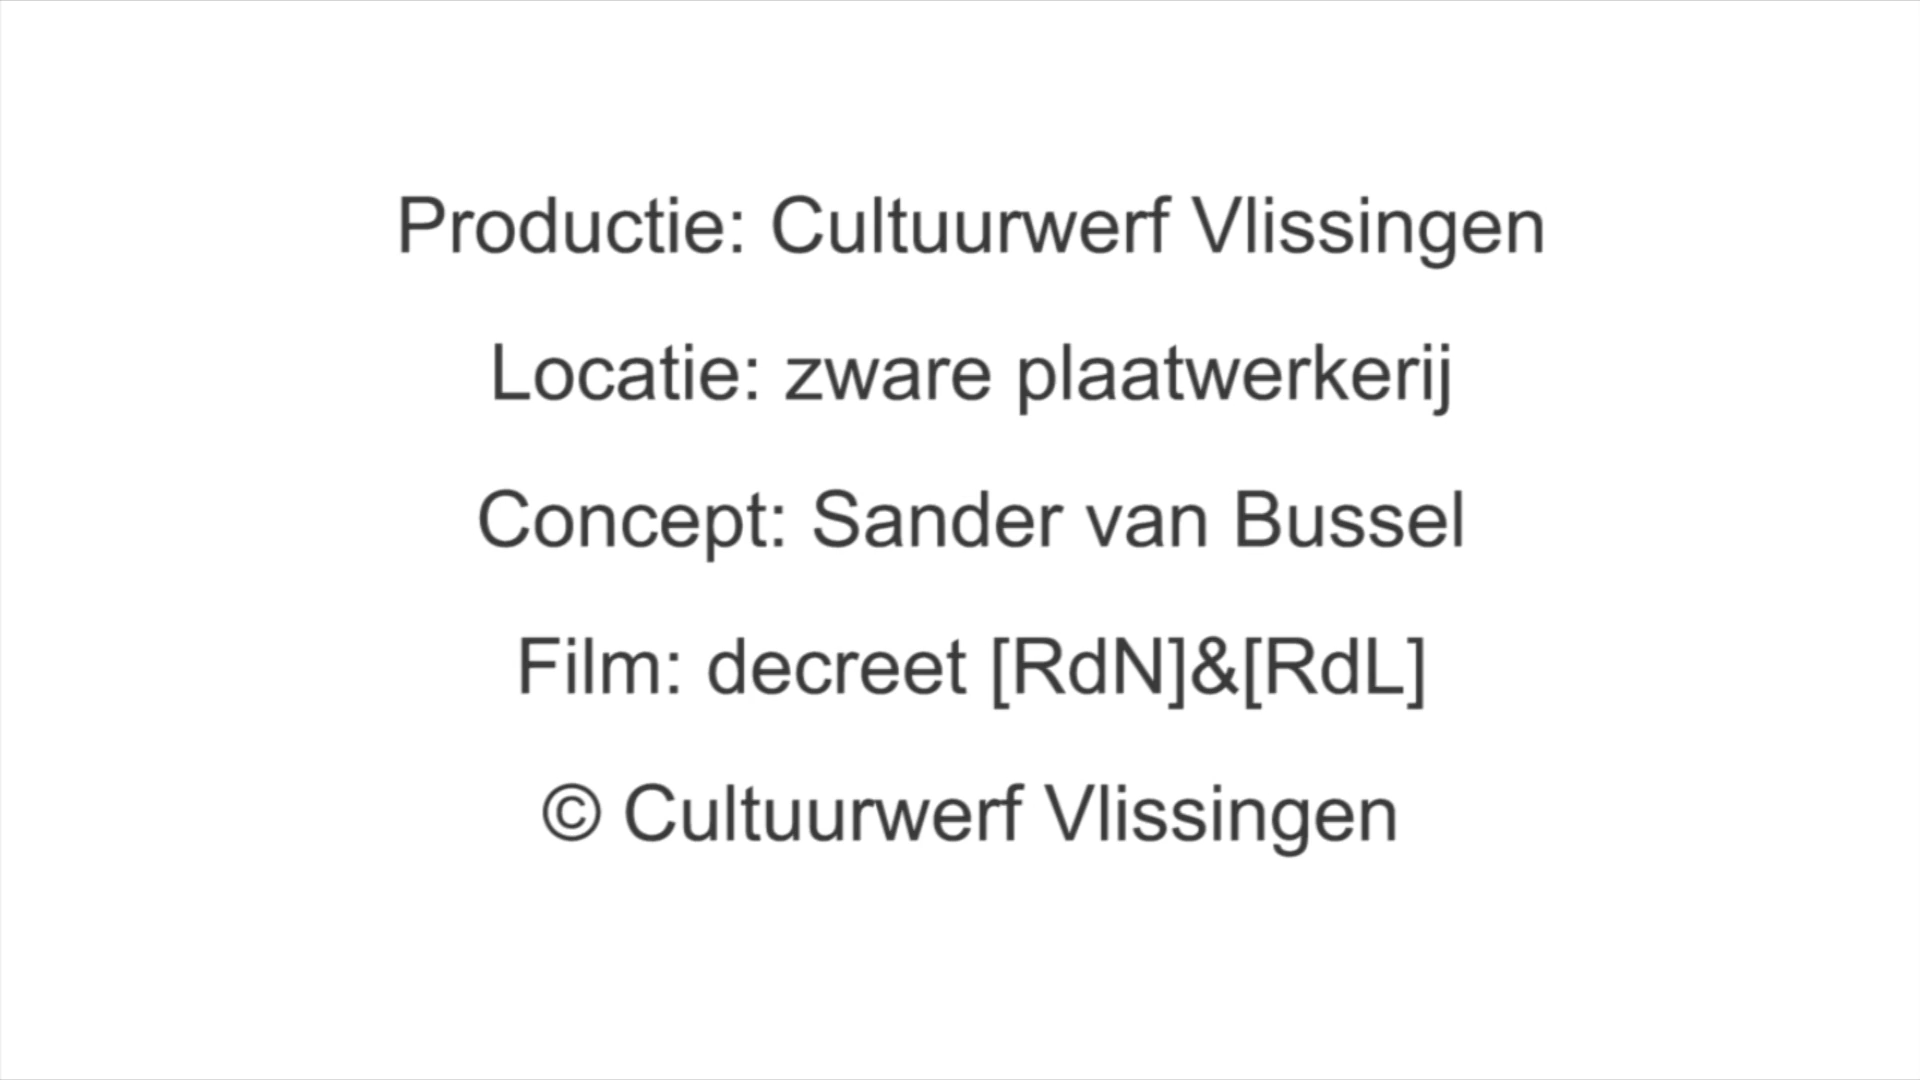 Productie: Cultuurwerf Vlissingen
Locatie: zware plaatwerkerij
Concept: Sander van Bussel
Film: decreet [RdN]&[RdL]
© Cultuurwerf Vlissingen